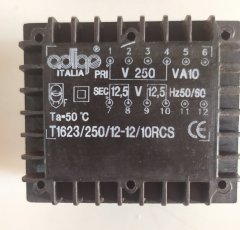 adlap 1 2 3 4 5 6
ITALIA PRI V 250 VA10
SEC 12,5 V 12,5 Hz50/60
7 8 9 10 11 12
F
Ta=50°C
T1623/250/12-12/10RCS CE